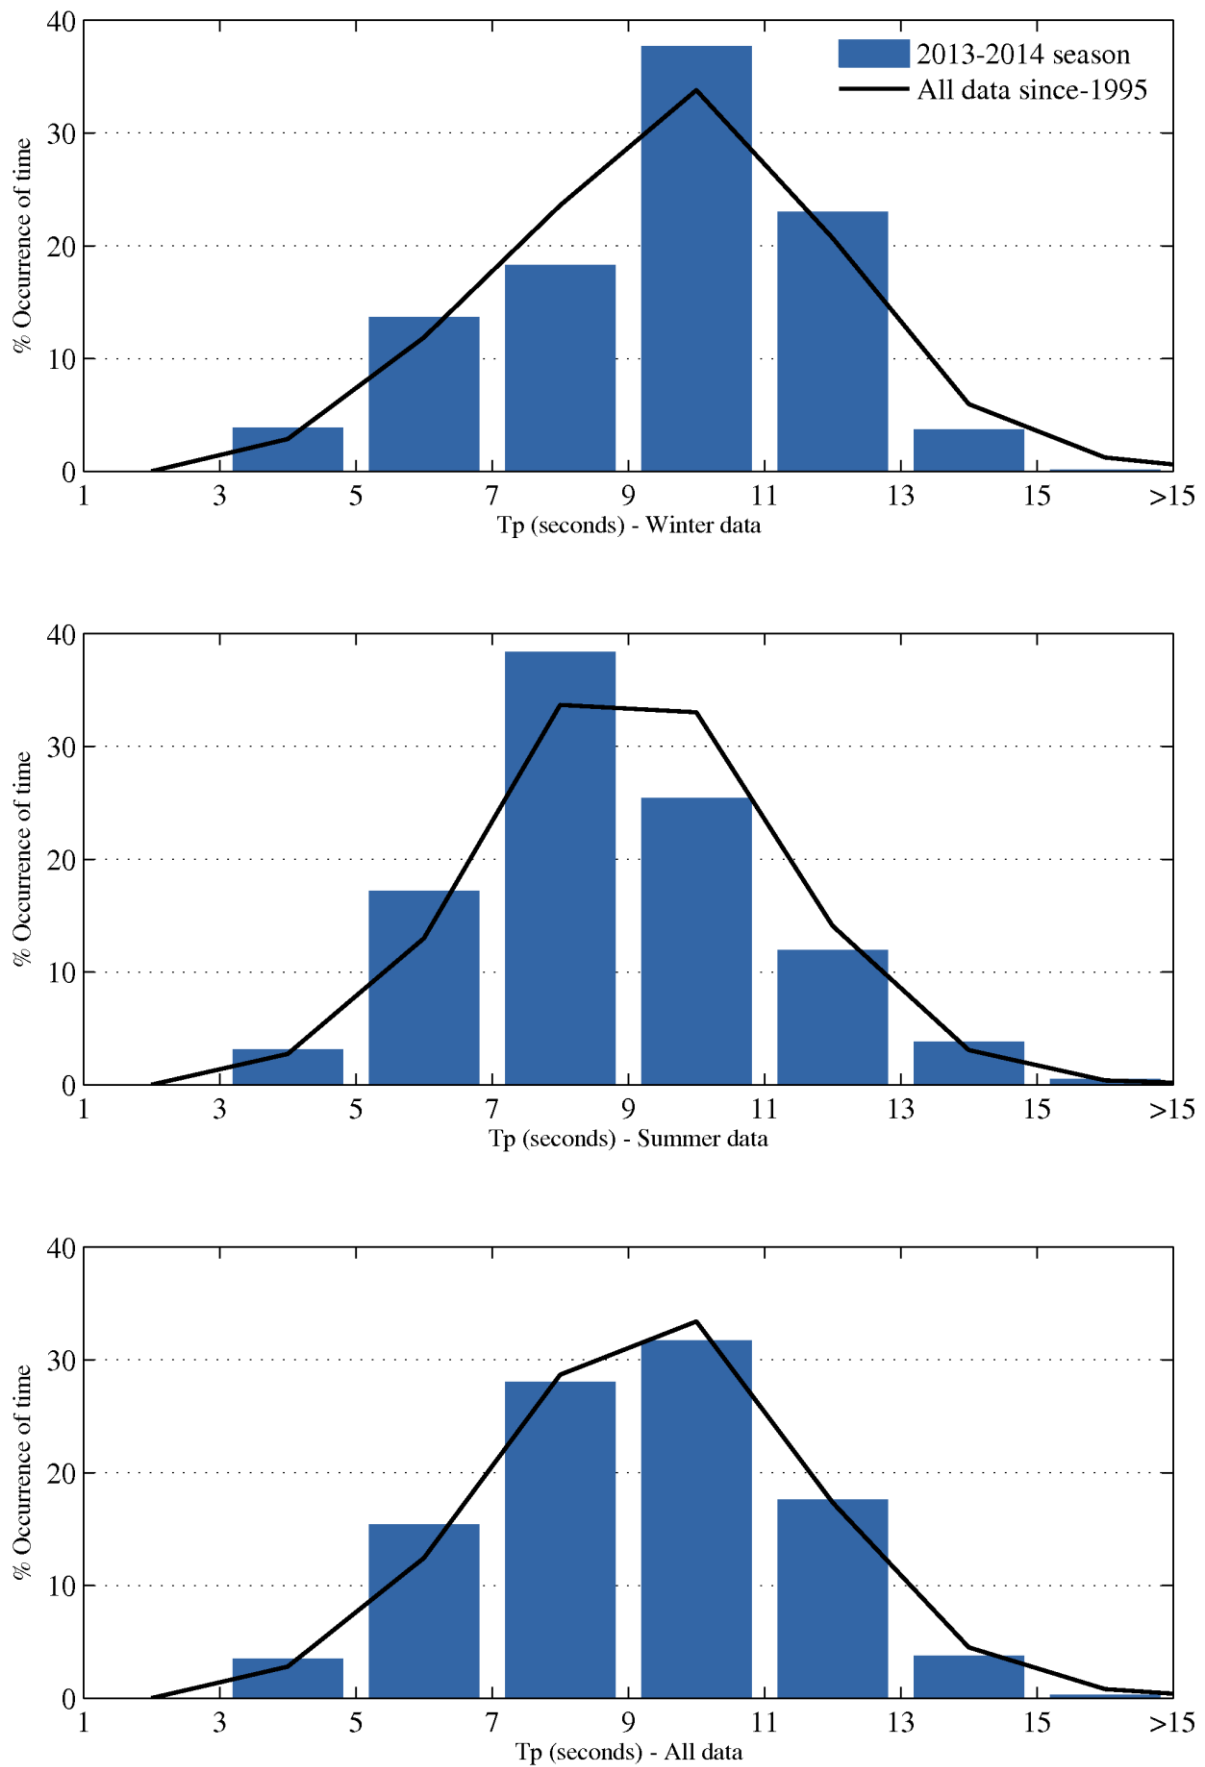 40
30
20
10
0
% Occurrence of time
2013-2014 season
All data since-1995
1 3 5 7 9 11 13 15 >15
Tp (seconds) - Winter data
40
30
20
10
0
% Occurrence of time
1 3 5 7 9 11 13 15 >15
Tp (seconds) - Summer data
40
30
20
10
0
% Occurrence of time
1 3 5 7 9 11 13 15 >15
Tp (seconds) - All data